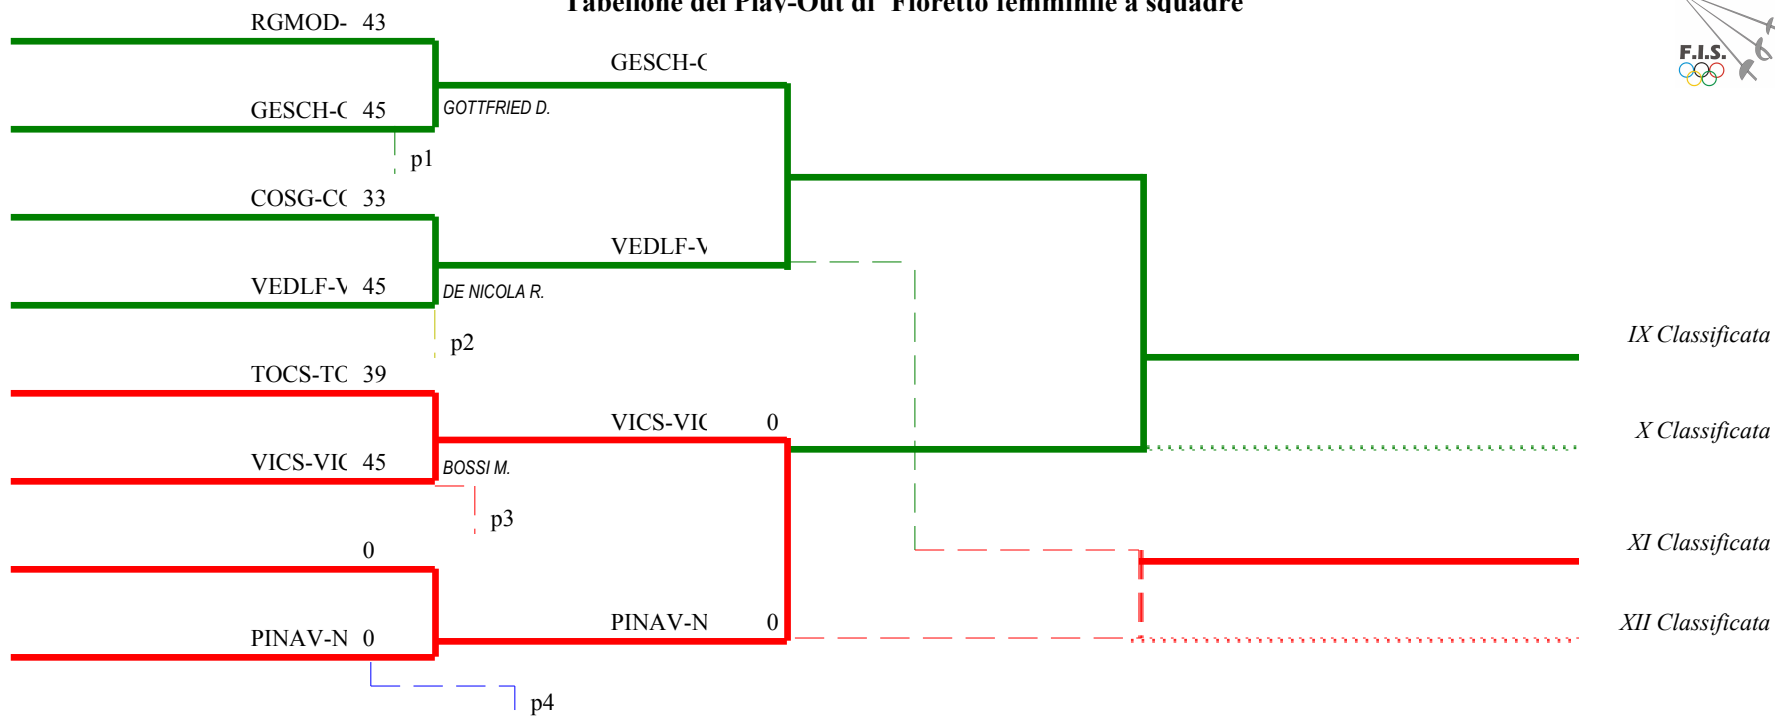 Tabellone del Play-Out di Fioretto femminile a squadre
F.I.S.
RGMOD- 43
GESCH-C
GESCH-C 45
GOTTFRIED D.
p1
COSG-CC 33
VEDLF-V
VEDLF-V 45
DE NICOLA R.
p2
IX Classificata
TOCS-TC 39
VICS-VIC 0
X Classificata
VICS-VIC 45
BOSSI M.
p3
XI Classificata
0
PINAV-N 0
XII Classificata
PINAV-N 0
p4